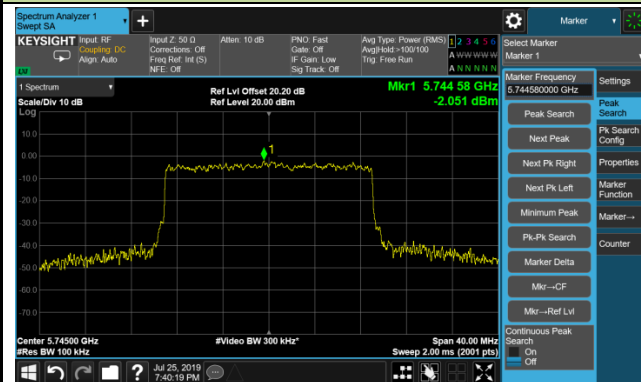 Spectrum Analyzer 1
Swept SA
Marker
KEYSIGHT
Input: RF
Coupling: DC
Align: Auto
Input Z: 50 Ω
Corrections: Off
Freq Ref: Int (S)
NFE: Off
Atten: 10 dB
PNO: Fast
Gate: Off
IF Gain: Low
Sig Track: Off
Avg Type: Power (RMS)
Avg|Hold:>100/100
Trig: Free Run
1 2 3 4 5 6
A W W W W W
A N N N N N
LXI
Select Marker
Marker 1
1 Spectrum
Scale/Div 10 dB
Ref Lvl Offset 20.20 dB
Ref Level 20.00 dBm
Mkr1 5.744 58 GHz
-2.051 dBm
Log
10.0
0.00
-10.0
-20.0
-30.0
-40.0
-50.0
-60.0
-70.0
1
Center 5.74500 GHz
#Res BW 100 kHz
#Video BW 300 kHz*
Span 40.00 MHz
Sweep 2.00 ms (2001 pts)
Marker Frequency
5.744580000 GHz
Peak Search
Next Peak
Next Pk Right
Next Pk Left
Minimum Peak
Pk-Pk Search
Marker Delta
Mkr→CF
Mkr→Ref Lvl
Continuous Peak
Search
On
Off
Settings
Peak
Search
Pk Search
Config
Properties
Marker
Function
Marker→
Counter
Jul 25, 2019
7:40:19 PM